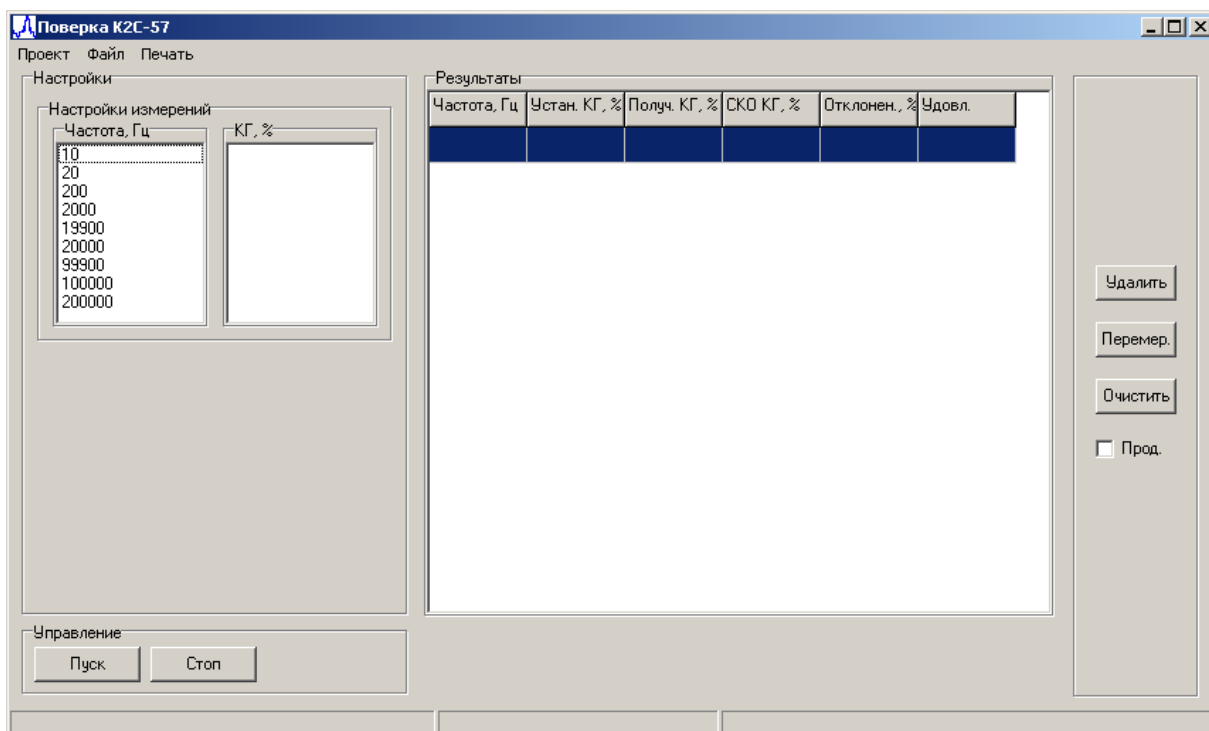 Поверка К2С-57
Проект Файл Печать
Настройки
Настройки измерений
Частота, Гц
КГ, %
10
20
200
2000
19900
20000
99900
100000
200000
Результаты
Частота, Гц Устан. КГ, % Получ. КГ, % СКО КГ, % Отклонен., % Удовл.
Удалить
Перемер.
Очистить
Прод.
Управление
Пуск
Стоп